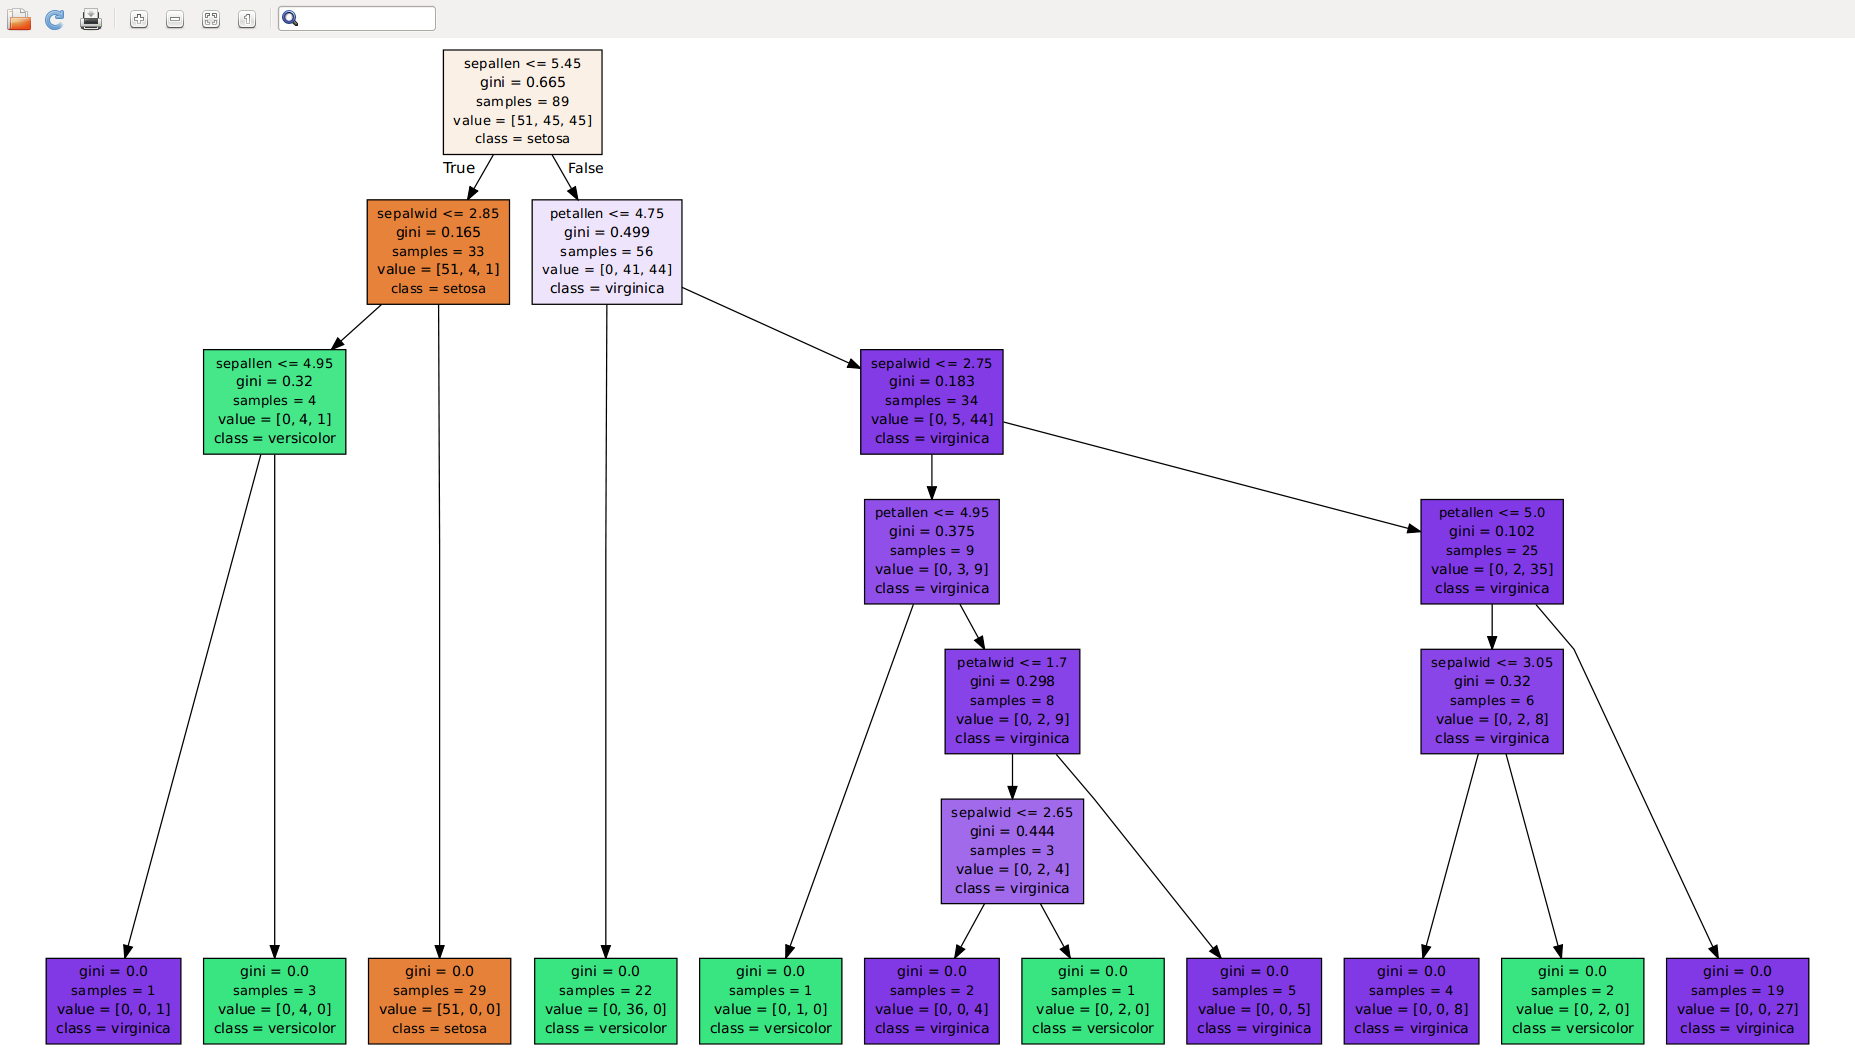 1
sepallen <= 5.45
gini = 0.665
samples = 89
value = [51, 45, 45]
class = setosa
True
False
sepalwid <= 2.85
gini = 0.165
samples = 33
value = [51, 4, 1]
class = setosa
petallen <= 4.75
gini = 0.499
samples = 56
value = [0, 41, 44]
class = virginica
sepallen <= 4.95
gini = 0.32
samples = 4
value = [0, 4, 1]
class = versicolor
sepalwid <= 2.75
gini = 0.183
samples = 34
value = [0, 5, 44]
class = virginica
petallen <= 4.95
gini = 0.375
samples = 9
value = [0, 3, 9]
class = virginica
petallen <= 5.0
gini = 0.102
samples = 25
value = [0, 2, 35]
class = virginica
petalwid <= 1.7
gini = 0.298
samples = 8
value = [0, 2, 9]
class = virginica
sepalwid <= 3.05
gini = 0.32
samples = 6
value = [0, 2, 8]
class = virginica
sepalwid <= 2.65
gini = 0.444
samples = 3
value = [0, 2, 4]
class = virginica
gini = 0.0
samples = 1
value = [0, 0, 1]
class = virginica
gini = 0.0
samples = 3
value = [0, 4, 0]
class = versicolor
gini = 0.0
samples = 29
value = [51, 0, 0]
class = setosa
gini = 0.0
samples = 22
value = [0, 36, 0]
class = versicolor
gini = 0.0
samples = 1
value = [0, 1, 0]
class = versicolor
gini = 0.0
samples = 2
value = [0, 0, 4]
class = virginica
gini = 0.0
samples = 1
value = [0, 2, 0]
class = versicolor
gini = 0.0
samples = 5
value = [0, 0, 5]
class = virginica
gini = 0.0
samples = 4
value = [0, 0, 8]
class = virginica
gini = 0.0
samples = 2
value = [0, 2, 0]
class = versicolor
gini = 0.0
samples = 19
value = [0, 0, 27]
class = virginica